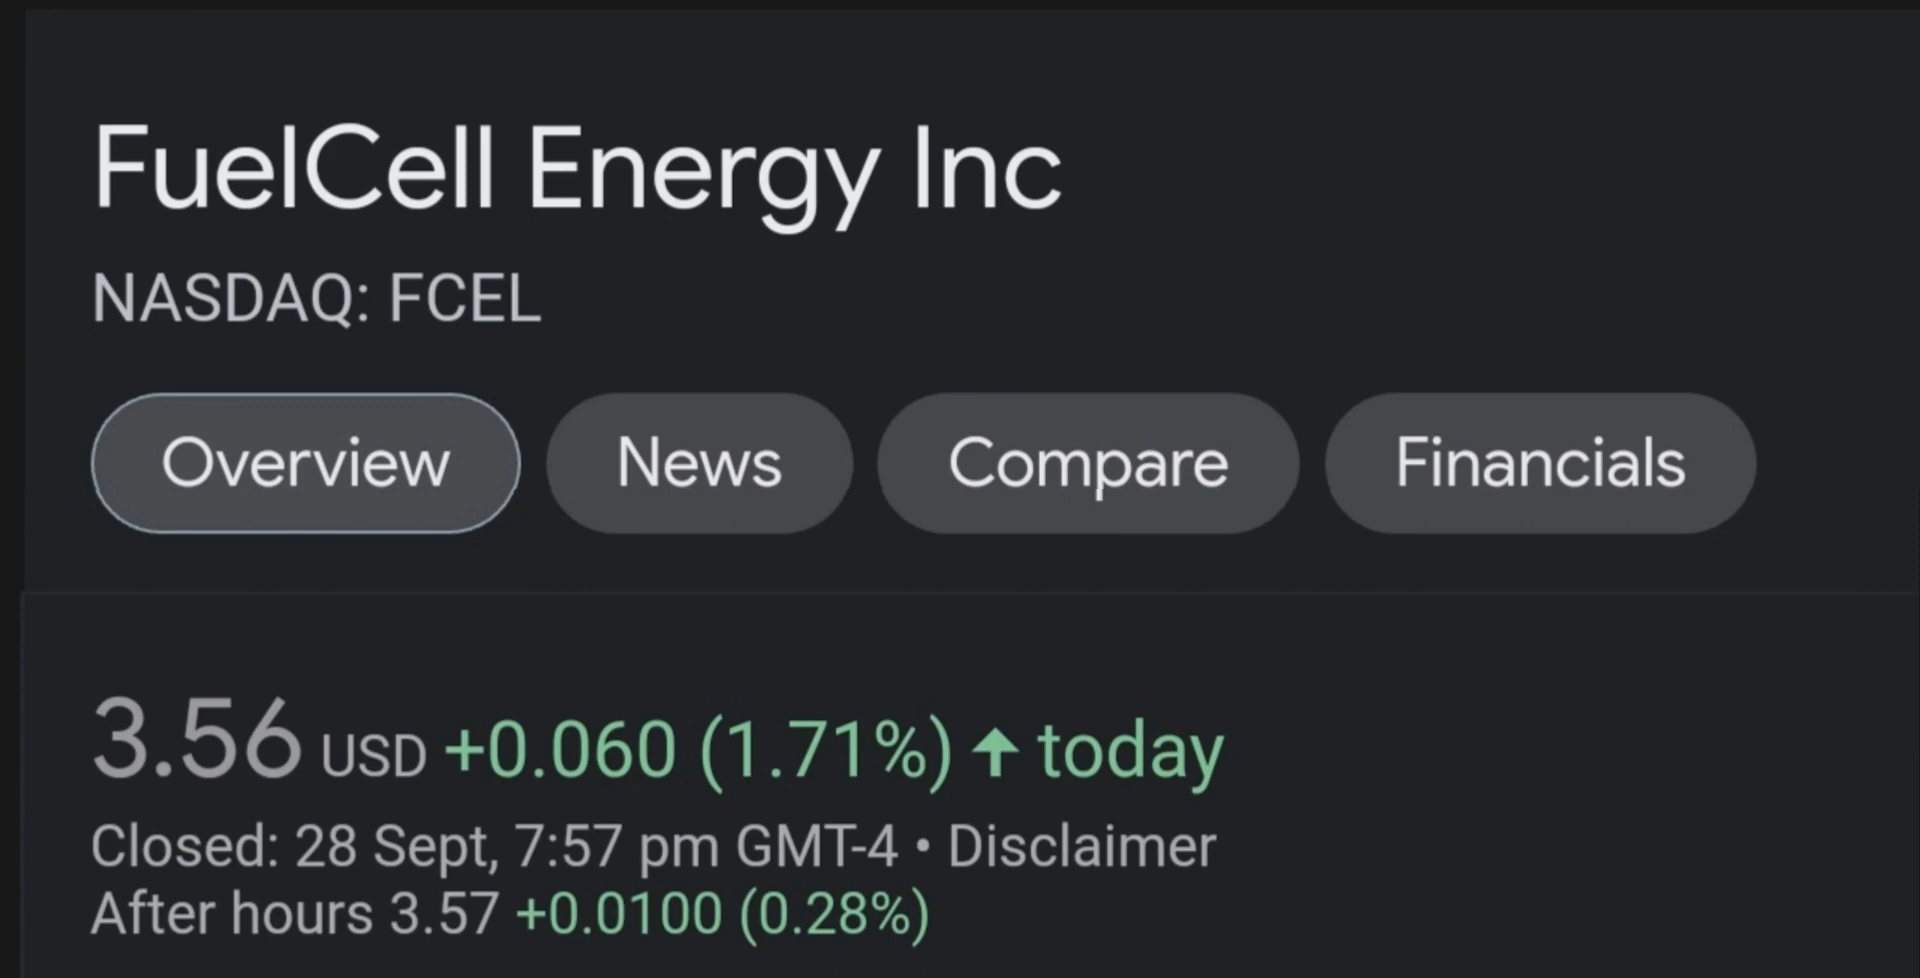 FuelCell Energy Inc
NASDAQ: FCEL
Overview News Compare Financials
3.56 USD +0.060 (1.71%) ↑ today
Closed: 28 Sept, 7:57 pm GMT-4 • Disclaimer
After hours 3.57 +0.0100 (0.28%)